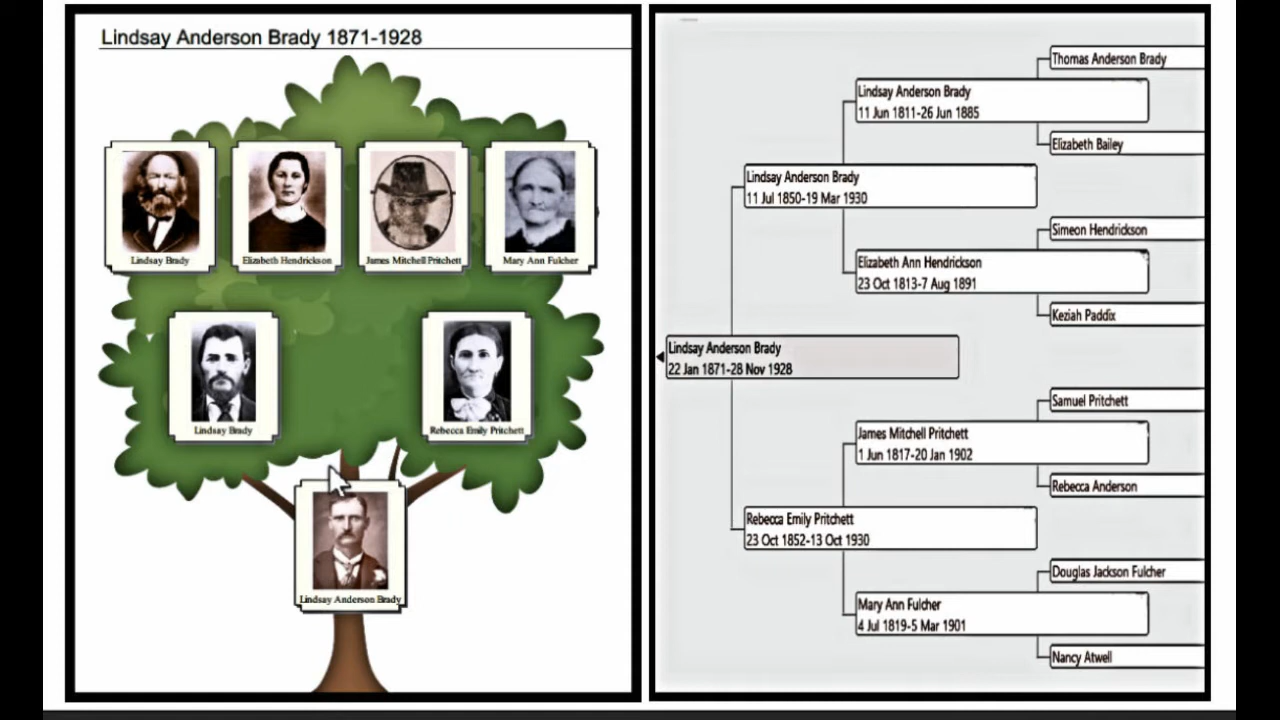 Lindsay Anderson Brady 1871-1928
Lindsay Brady
Elizabeth Hendrickson
James Mitchell Pritchett
Mary Ann Fulcher
Lindsay Brady
Rebecca Emily Pritchett
Lindsay Anderson Brady
Thomas Anderson Brady
Lindsay Anderson Brady
11 Jun 1811-26 Jun 1885
Elizabeth Bailey
Lindsay Anderson Brady
11 Jul 1850-19 Mar 1930
Simeon Hendrickson
Elizabeth Ann Hendrickson
23 Oct 1813-7 Aug 1891
Keziah Paddix
Lindsay Anderson Brady
22 Jan 1871-28 Nov 1928
Samuel Pritchett
James Mitchell Pritchett
1 Jun 1817-20 Jan 1902
Rebecca Anderson
Rebecca Emily Pritchett
23 Oct 1852-13 Oct 1930
Douglas Jackson Fulcher
Mary Ann Fulcher
4 Jul 1819-5 Mar 1901
Nancy Atwell